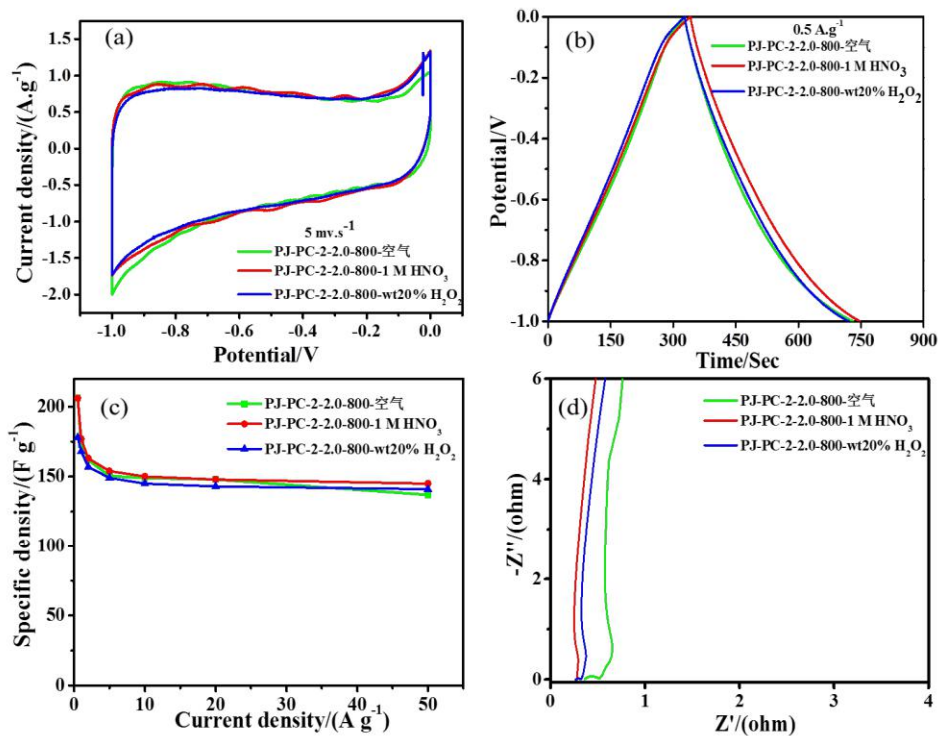 (a)
1.5
1.0
0.5
0.0
-0.5
-1.0
-1.5
-2.0
Current density/(A.g-1)
5 mv.s-1
PJ-PC-2-2.0-800-空气
PJ-PC-2-2.0-800-1 M HNO3
PJ-PC-2-2.0-800-wt20% H2O2
-1.0 -0.8 -0.6 -0.4 -0.2 0.0
Potential/V
(b)
0.0
-0.2
-0.4
-0.6
-0.8
-1.0
Potential/V
0.5 A.g-1
PJ-PC-2-2.0-800-空气
PJ-PC-2-2.0-800-1 M HNO3
PJ-PC-2-2.0-800-wt20% H2O2
0 150 300 450 600 750 900
Time/Sec
(c)
200
150
100
50
0
Specific density/(F g-1)
PJ-PC-2-2.0-800-空气
PJ-PC-2-2.0-800-1 M HNO3
PJ-PC-2-2.0-800-wt20% H2O2
0 10 20 30 40 50
Current density/(A g-1)
(d)
6
4
2
0
-Z''/(ohm)
PJ-PC-2-2.0-800-空气
PJ-PC-2-2.0-800-1 M HNO3
PJ-PC-2-2.0-800-wt20% H2O2
0 1 2 3 4
Z'/(ohm)